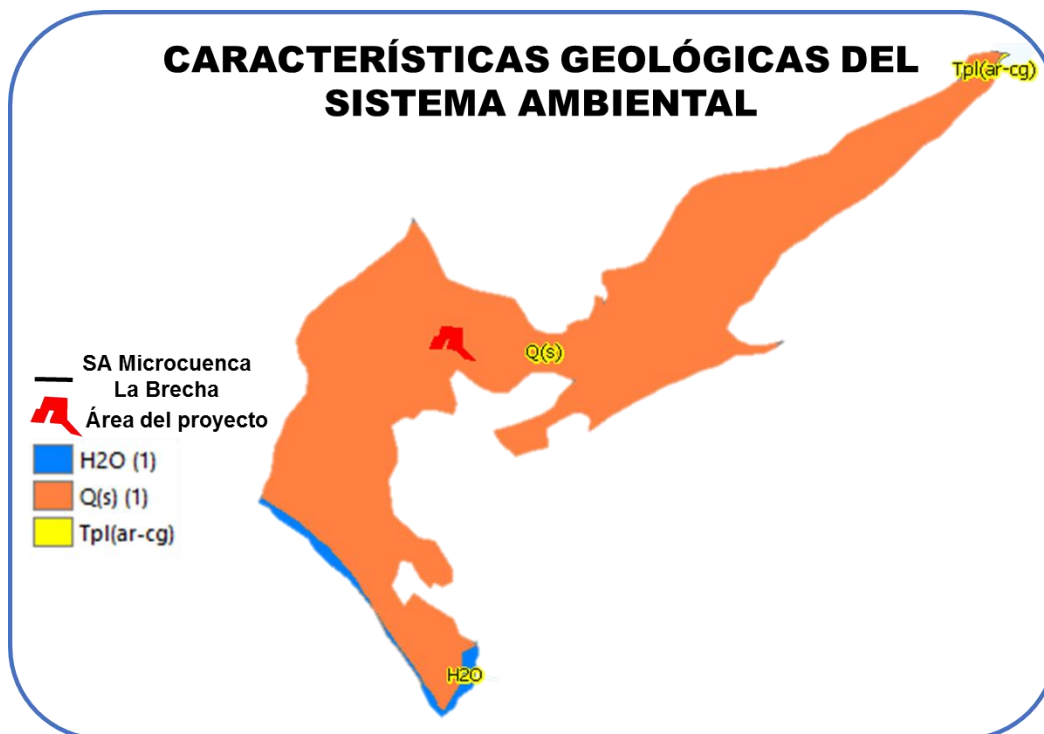 CARACTERÍSTICAS GEOLÓGICAS DEL
SISTEMA AMBIENTAL
Tpl(ar-cg)
Q(s)
SA Microcuenca
La Brecha
Área del proyecto
H2O (1)
Q(s) (1)
Tpl(ar-cg)
H2O